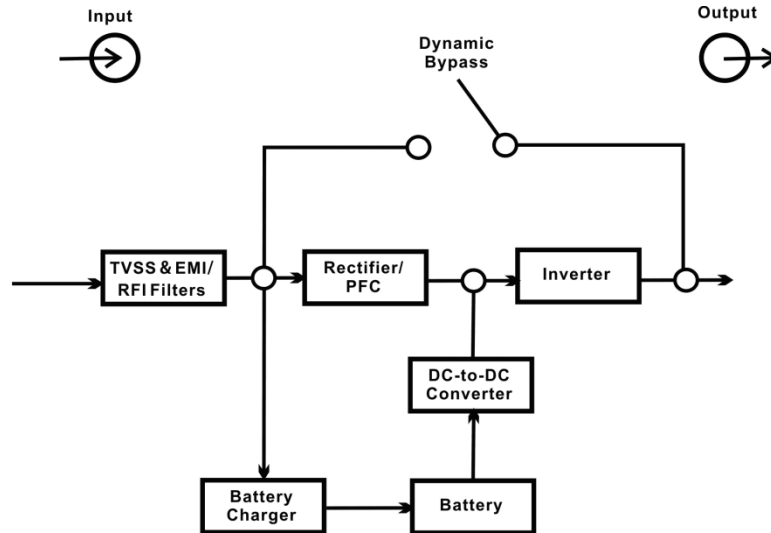 Input
Output
Dynamic
Bypass
TVSS & EMI/
RFI Filters
Rectifier/
PFC
Inverter
DC-to-DC
Converter
Battery
Charger
Battery